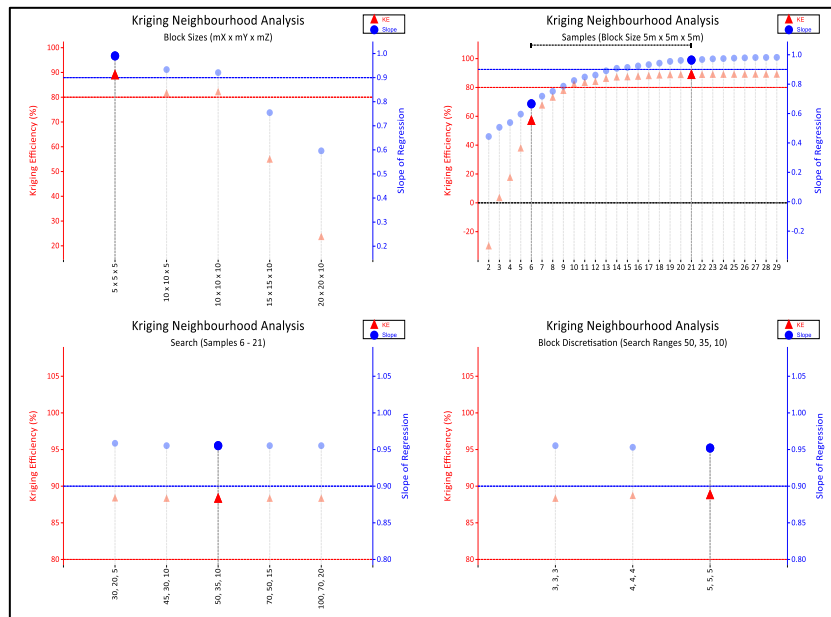 Kriging Neighbourhood Analysis
Block Sizes (mX x mY x mZ)
KE
Slope
Kriging Efficiency (%)
100
90
80
70
60
50
40
30
20
1.0
0.9
0.8
0.7
0.6
0.5
0.4
0.3
0.2
Slope of Regression
5 x 5 x 5
10 x 10 x 5
10 x 10 x 10
15 x 15 x 10
20 x 20 x 10
Kriging Neighbourhood Analysis
Samples (Block Size 5m x 5m x 5m)
KE
Slope
Kriging Efficiency (%)
100
80
60
40
20
0
-20
1.0
0.8
0.6
0.4
0.2
0.0
-0.2
Slope of Regression
2 3 4 5 6 7 8 9 10 11 12 13 14 15 16 17 18 19 20 21 22 23 24 25 26 27 28 29
Kriging Neighbourhood Analysis
Search (Samples 6 - 21)
KE
Slope
Kriging Efficiency (%)
105
100
95
90
85
80
1.05
1.00
0.95
0.90
0.85
0.80
Slope of Regression
30, 20, 5
45, 30, 10
50, 35, 10
70, 50, 15
100, 70, 20
Kriging Neighbourhood Analysis
Block Discretisation (Search Ranges 50, 35, 10)
KE
Slope
Kriging Efficiency (%)
105
100
95
90
85
80
1.05
1.00
0.95
0.90
0.85
0.80
Slope of Regression
3, 3, 3
4, 4, 4
5, 5, 5